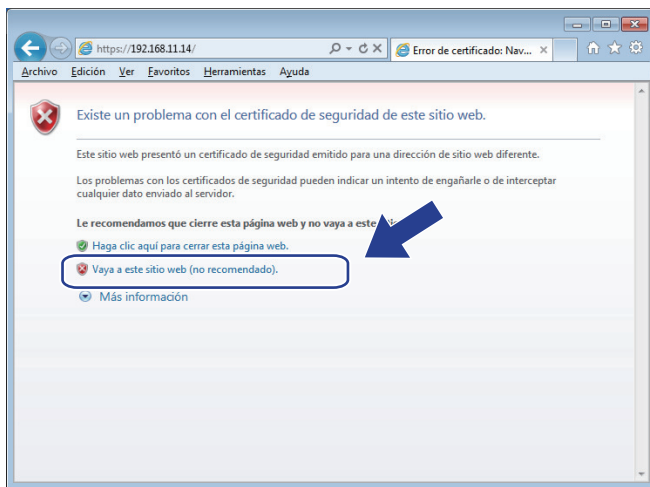 https://192.168.11.14/
Error de certificado: Nav...
Archivo Edición Ver Favoritos Herramientas Ayuda
Existe un problema con el certificado de seguridad de este sitio web.
Este sitio web presentó un certificado de seguridad emitido para una dirección de sitio web diferente.
Los problemas con los certificados de seguridad pueden indicar un intento de engañarle o de interceptar
cualquier dato enviado al servidor.
Le recomendamos que cierre esta página web y no vaya a este
Haga clic aquí para cerrar esta página web.
Vaya a este sitio web (no recomendado).
Más información